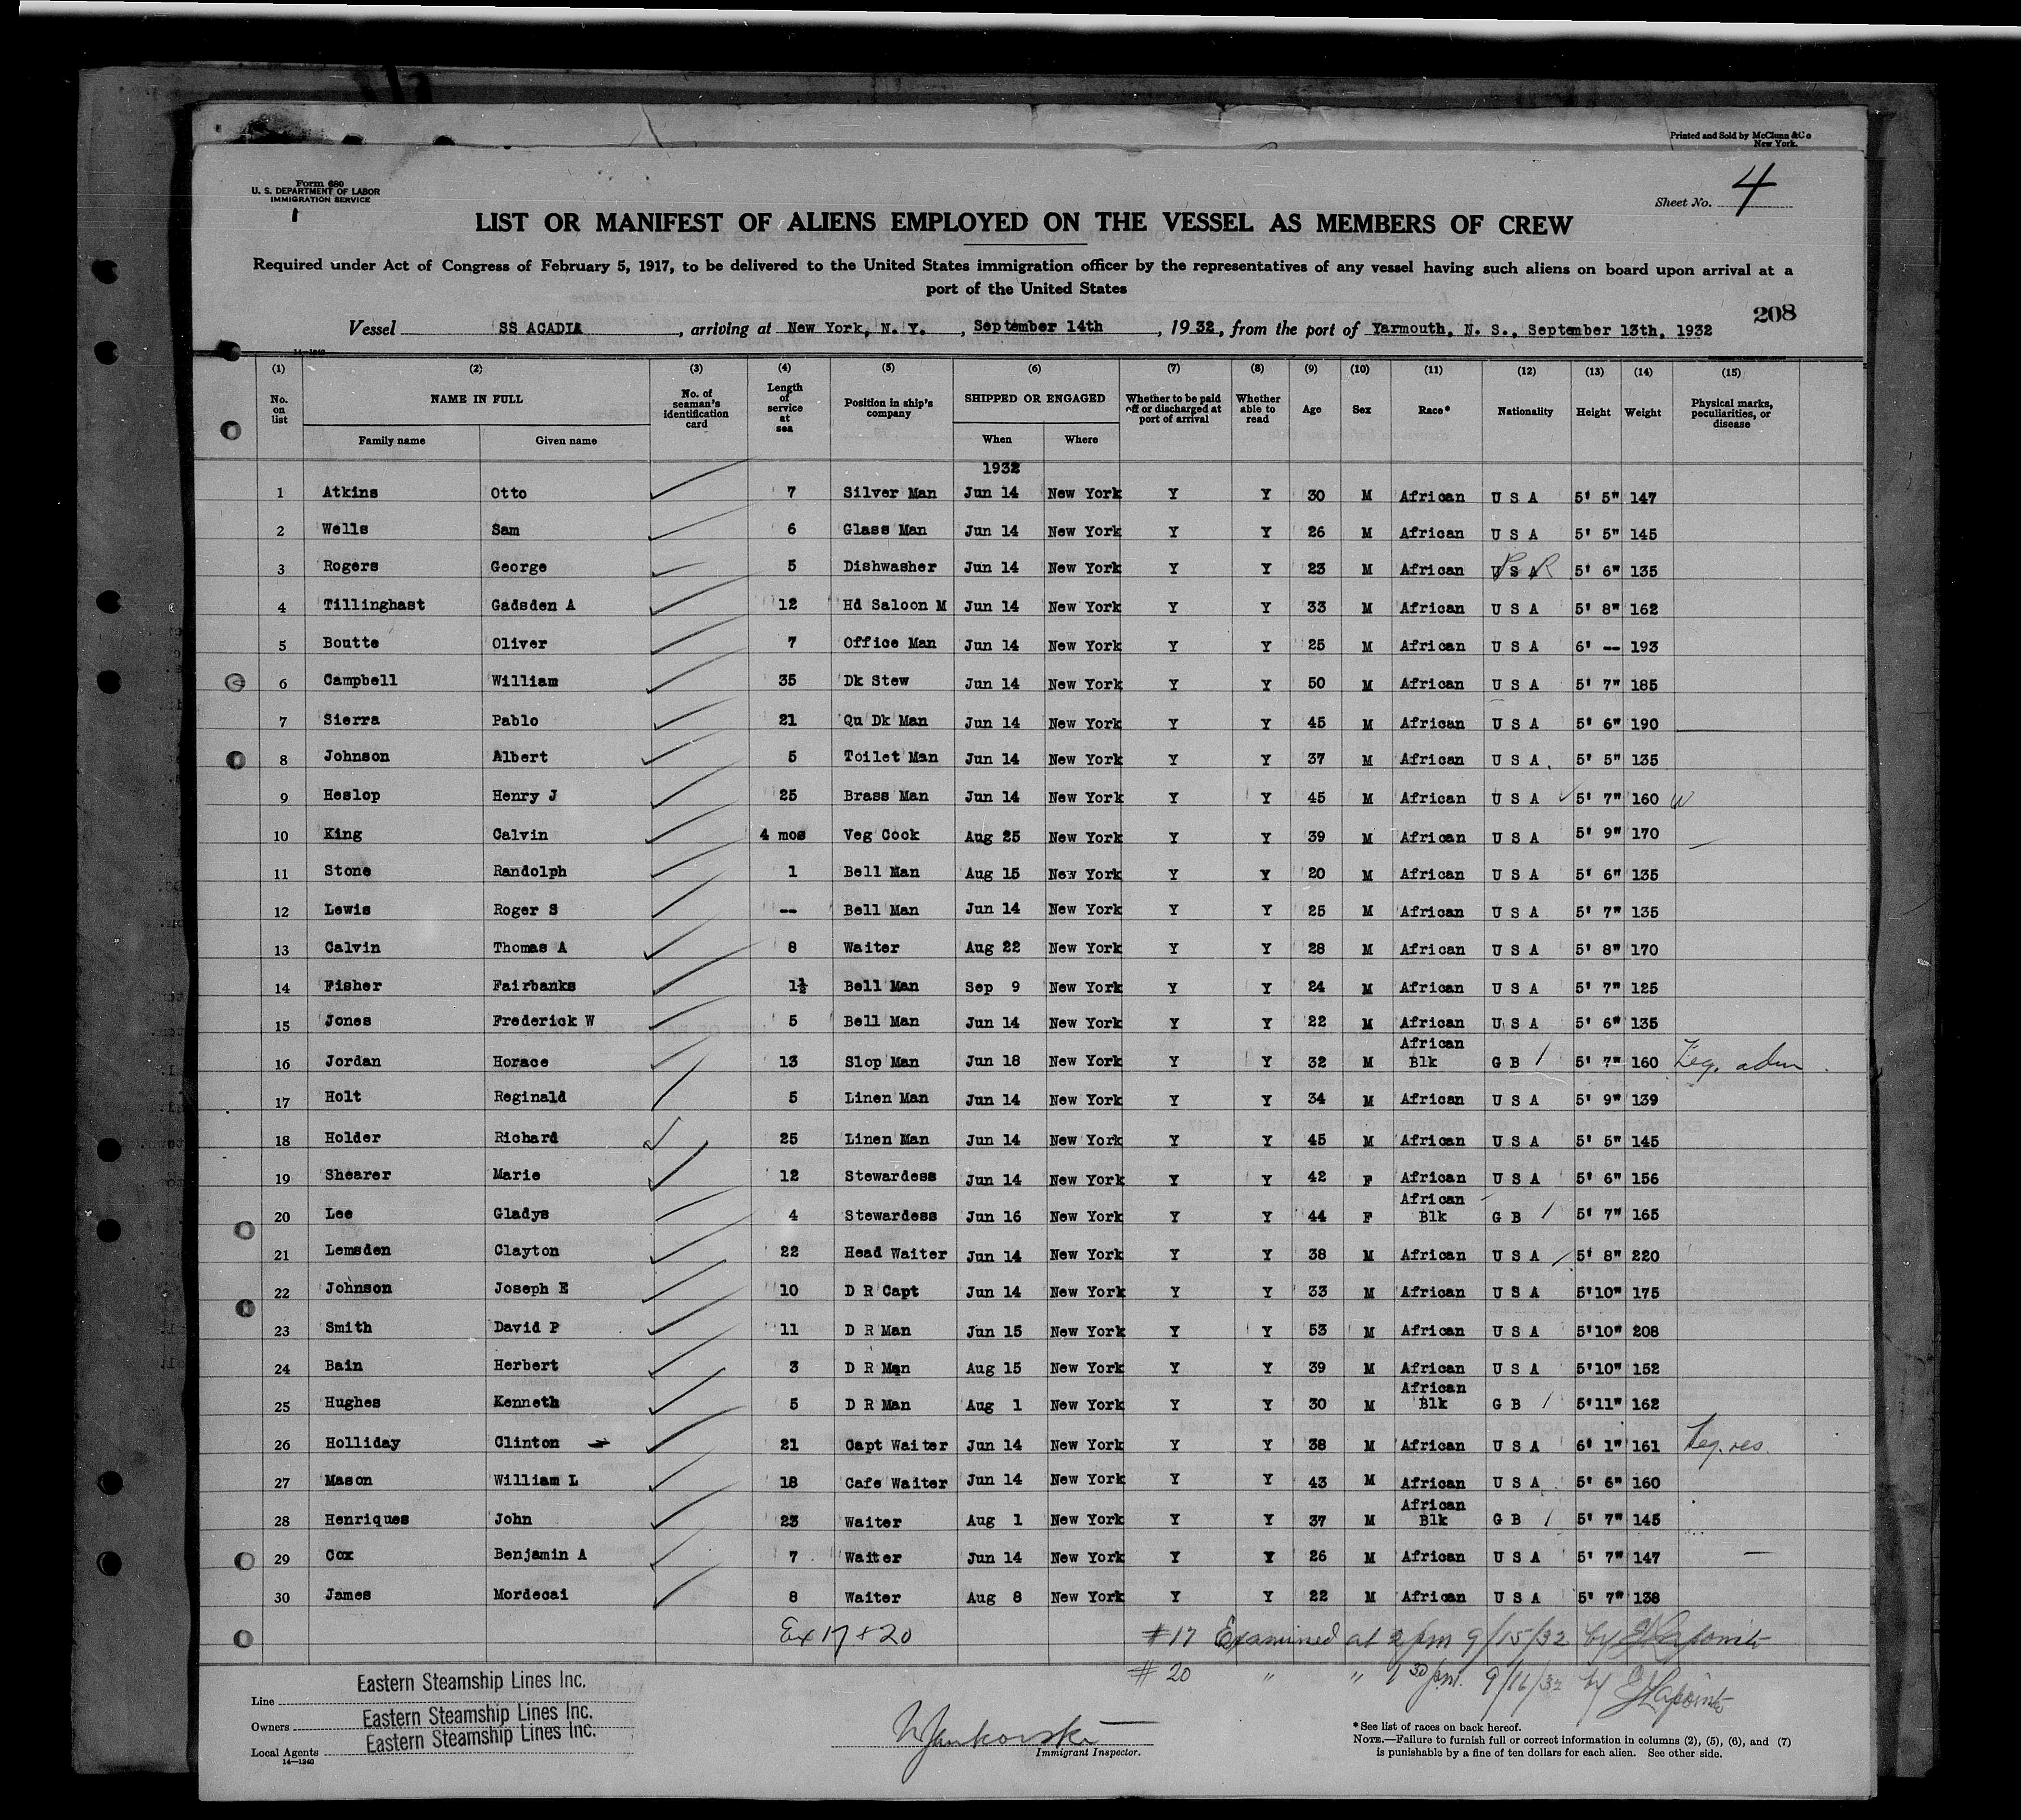 Printed and Sold by McClunn & Co
New York.
Form 680
U. S. DEPARTMENT OF LABOR
IMMIGRATION SERVICE
Sheet No. 4
LIST OR MANIFEST OF ALIENS EMPLOYED ON THE VESSEL AS MEMBERS OF CREW
Required under Act of Congress of February 5, 1917, to be delivered to the United States immigration officer by the representatives of any vessel having such aliens on board upon arrival at a
port of the United States
208
Vessel SS ACADIA, arriving at New York, N. Y., September 14th, 1932, from the port of Yarmouth, N. S., September 13th, 1932
14—1240
(1) (2) (3) (4) (5) (6) (7) (8) (9) (10) (11) (12) (13) (14) (15)
No. on list NAME IN FULL No. of seaman's identification card Length of service at sea Position in ship's company SHIPPED OR ENGAGED Whether to be paid off or discharged at port of arrival Whether able to read Age Sex Race* Nationality Height Weight Physical marks, peculiarities, or disease
Family name Given name When Where
1932
1 Atkins Otto 7 Silver Man Jun 14 New York Y Y 30 M African U S A 5' 5" 147
2 Wells Sam 6 Glass Man Jun 14 New York Y Y 26 M African U S A 5' 5" 145
3 Rogers George 5 Dishwasher Jun 14 New York Y Y 23 M African U S A P R 5' 6" 135
4 Tillinghast Gadsden A 12 Hd Saloon M Jun 14 New York Y Y 33 M African U S A 5' 8" 162
5 Boutte Oliver 7 Office Man Jun 14 New York Y Y 25 M African U S A 6' -- 193
6 Campbell William 35 Dk Stew Jun 14 New York Y Y 50 M African U S A 5' 7" 185
7 Sierra Pablo 21 Qu Dk Man Jun 14 New York Y Y 45 M African U S A 5' 6" 190
8 Johnson Albert 5 Toilet Man Jun 14 New York Y Y 37 M African U S A 5' 5" 135
9 Heslop Henry J 25 Brass Man Jun 14 New York Y Y 45 M African U S A 5' 7" 160 W
10 King Calvin 4 mos Veg Cook Aug 25 New York Y Y 39 M African U S A 5' 9" 170
11 Stone Randolph 1 Bell Man Aug 15 New York Y Y 20 M African U S A 5' 6" 135
12 Lewis Roger S -- Bell Man Jun 14 New York Y Y 25 M African U S A 5' 7" 135
13 Calvin Thomas A 8 Waiter Aug 22 New York Y Y 28 M African U S A 5' 8" 170
14 Fisher Fairbanks 1½ Bell Man Sep 9 New York Y Y 24 M African U S A 5' 7" 125
15 Jones Frederick W 5 Bell Man Jun 14 New York Y Y 22 M African U S A 5' 6" 135
16 Jordan Horace 13 Slop Man Jun 18 New York Y Y 32 M African Blk G B 5' 7" 160 Leg. adm
17 Holt Reginald 5 Linen Man Jun 14 New York Y Y 34 M African U S A 5' 9" 139
18 Holder Richard 25 Linen Man Jun 14 New York Y Y 45 M African U S A 5' 5" 145
19 Shearer Marie 12 Stewardess Jun 14 New York Y Y 42 F African U S A 5' 6" 156
20 Lee Gladys 4 Stewardess Jun 16 New York Y Y 44 F African Blk G B 5' 7" 165
21 Lemsden Clayton 22 Head Waiter Jun 14 New York Y Y 38 M African U S A 5' 8" 220
22 Johnson Joseph E 10 D R Capt Jun 14 New York Y Y 33 M African U S A 5'10" 175
23 Smith David P 11 D R Man Jun 15 New York Y Y 53 M African U S A 5'10" 208
24 Bain Herbert 3 D R Man Aug 15 New York Y Y 39 M African U S A 5'10" 152
25 Hughes Kenneth 5 D R Man Aug 1 New York Y Y 30 M African Blk G B 5'11" 162
26 Holliday Clinton 21 Capt Waiter Jun 14 New York Y Y 38 M African U S A 6' 1" 161 Leg. res.
27 Mason William L 18 Cafe Waiter Jun 14 New York Y Y 43 M African U S A 5' 6" 160
28 Henriques John 23 Waiter Aug 1 New York Y Y 37 M African Blk G B 5' 7" 145
29 Cox Benjamin A 7 Waiter Jun 14 New York Y Y 26 M African U S A 5' 7" 147
30 James Mordecai 8 Waiter Aug 8 New York Y Y 22 M African U S A 5' 7" 138
Ex 17 + 20 #17 Examined at 2 pm 9/15/32 by E Lapointe
#20 " " 1 30 pm. 9/16/32 by E Lapointe
Line Eastern Steamship Lines Inc.
Owners Eastern Steamship Lines Inc.
Local Agents Eastern Steamship Lines Inc.
14—1240
Immigrant Inspector.
* See list of races on back hereof.
NOTE.—Failure to furnish full or correct information in columns (2), (5), (6), and (7)
is punishable by a fine of ten dollars for each alien. See other side.